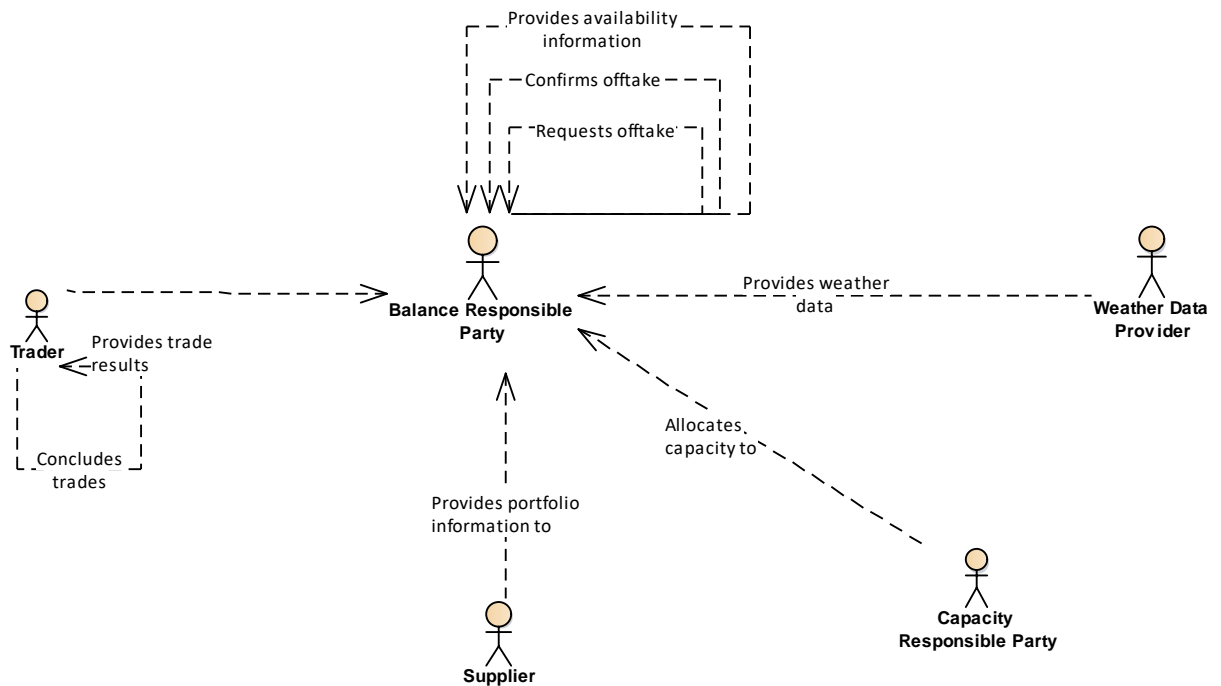 Provides availability
information
Confirms offtake
Requests offtake
Balance Responsible
Party
Provides weather
data
Weather Data
Provider
Trader
Provides trade
results
Concludes
trades
Allocates
capacity to
Provides portfolio
information to
Supplier
Capacity
Responsible Party